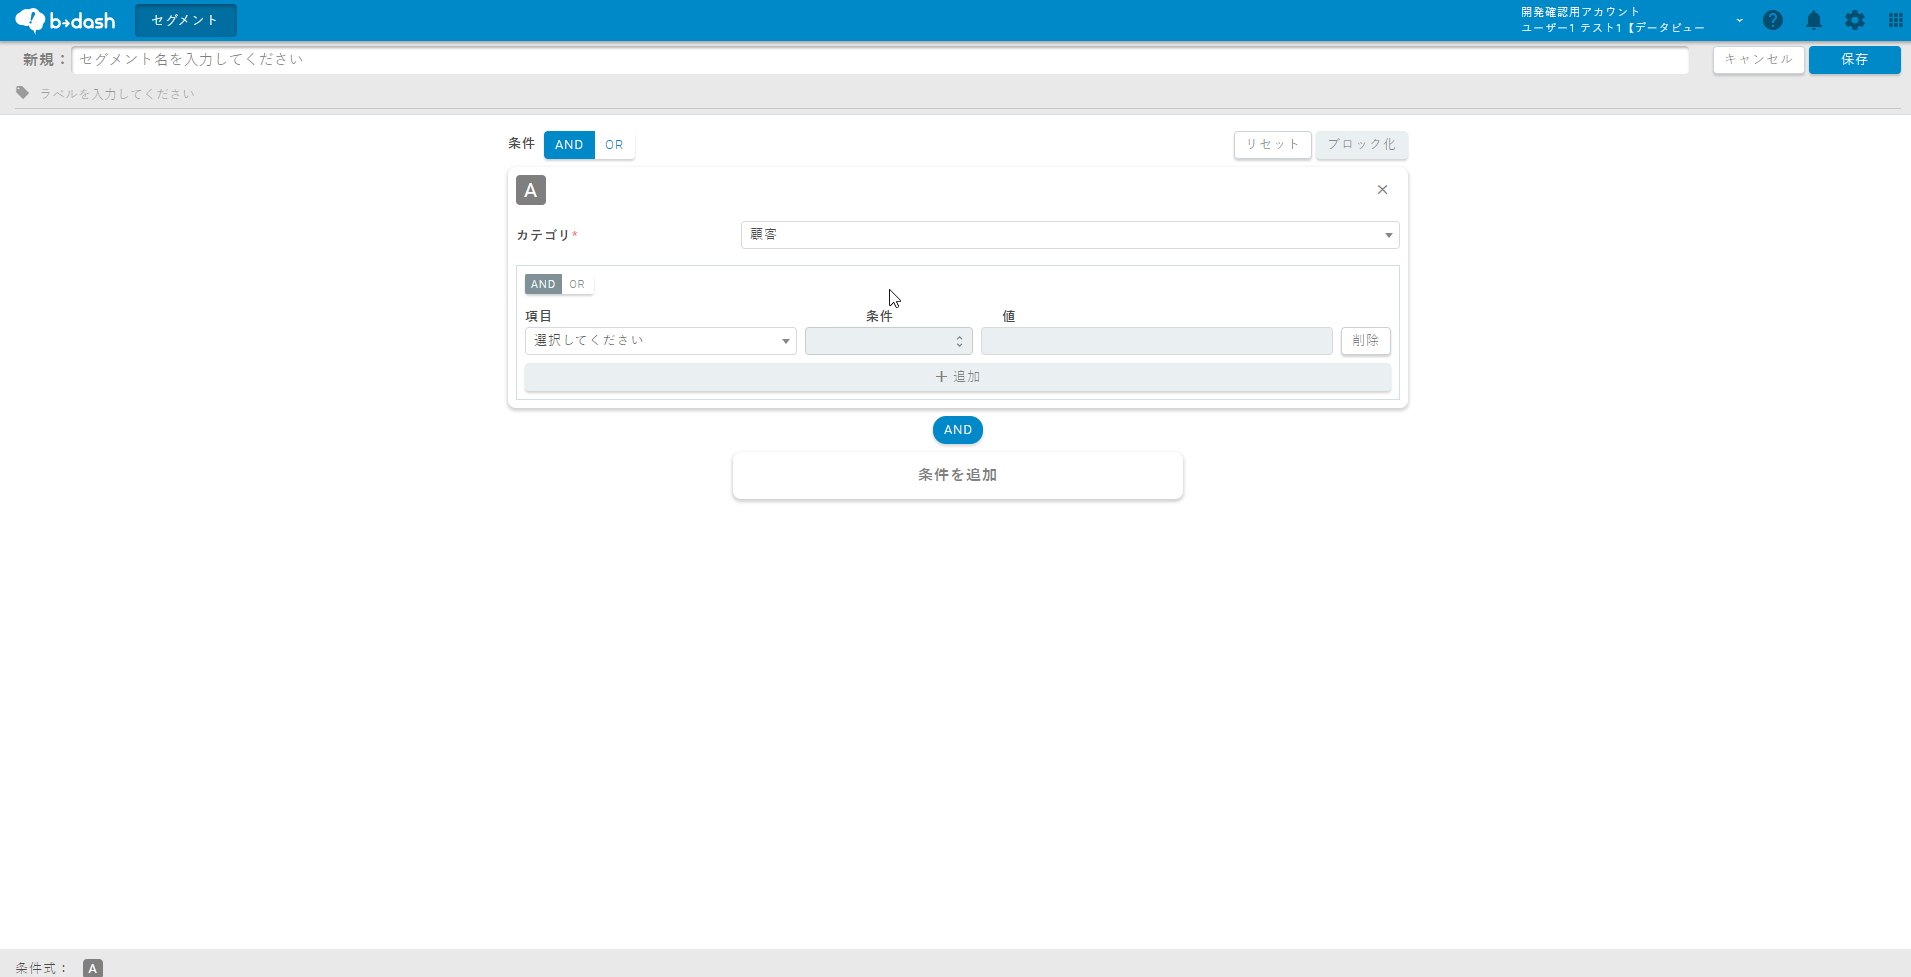 b→dash セグメント 開発確認用アカウント
ユーザー1 テスト1【データビュー
新規： セグメント名を入力してください キャンセル 保存
ラベルを入力してください
条件 AND OR リセット ブロック化
A
カテゴリ* 顧客
AND OR
項目 条件 値
選択してください 削除
＋ 追加
AND
条件を追加
条件式： A